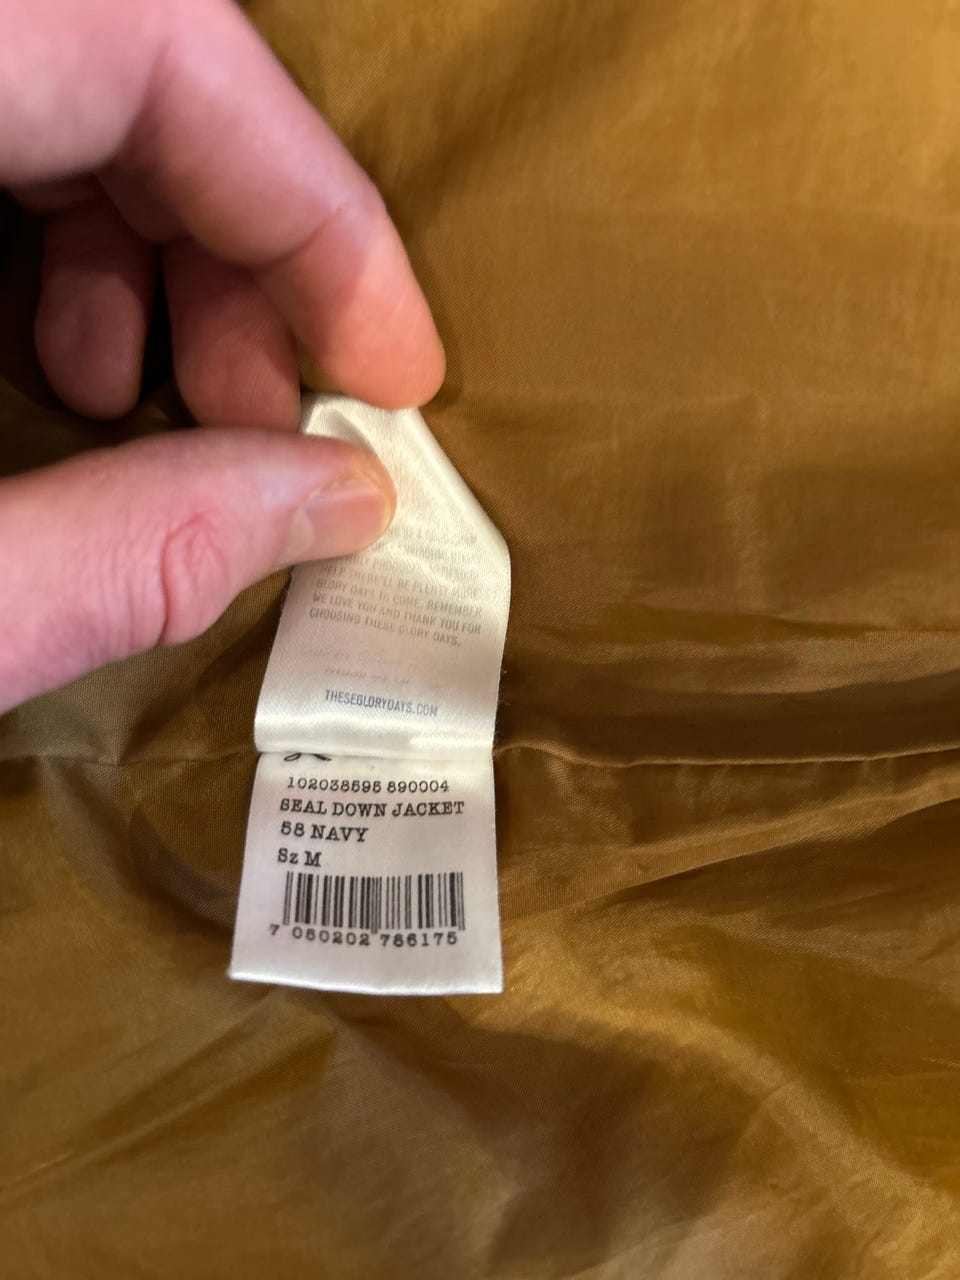 HELP THERE'LL BE PLENTY MORE
GLORY DAYS TO COME. REMEMBER
WE LOVE YOU AND THANK YOU FOR
CHOOSING THESE GLORY DAYS.
THESEGLORYDAYS.COM
102038595 890004
SEAL DOWN JACKET
58 NAVY
Sz M
7 050202 786175